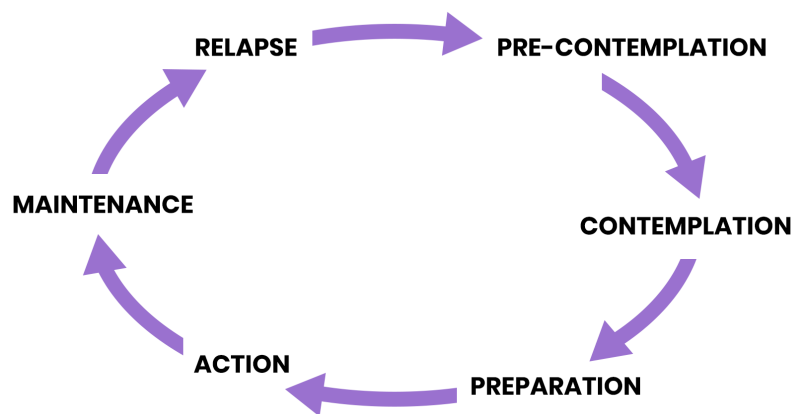 RELAPSE
PRE-CONTEMPLATION
CONTEMPLATION
PREPARATION
ACTION
MAINTENANCE